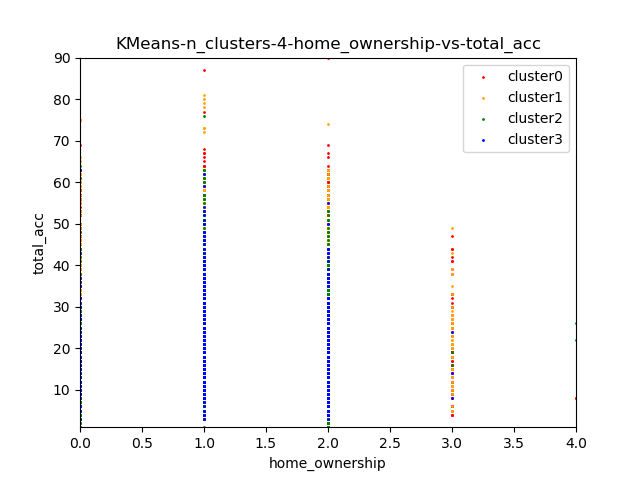 KMeans-n_clusters-4-home_ownership-vs-total_acc
90
80
70
60
50
40
30
20
10
total_acc
cluster0
cluster1
cluster2
cluster3
0.0 0.5 1.0 1.5 2.0 2.5 3.0 3.5 4.0
home_ownership